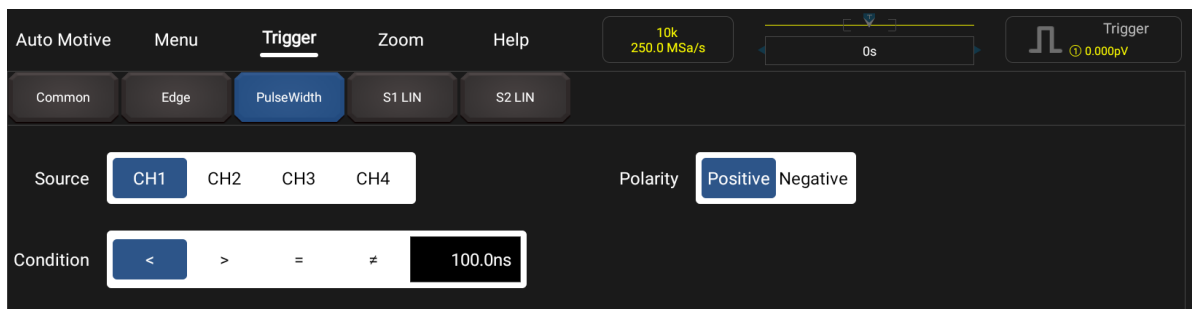 Auto Motive Menu Trigger Zoom Help
10k
250.0 MSa/s
T
0s
Trigger
① 0.000pV
Common Edge PulseWidth S1 LIN S2 LIN
Source CH1 CH2 CH3 CH4
Polarity Positive Negative
Condition < > = ≠ 100.0ns